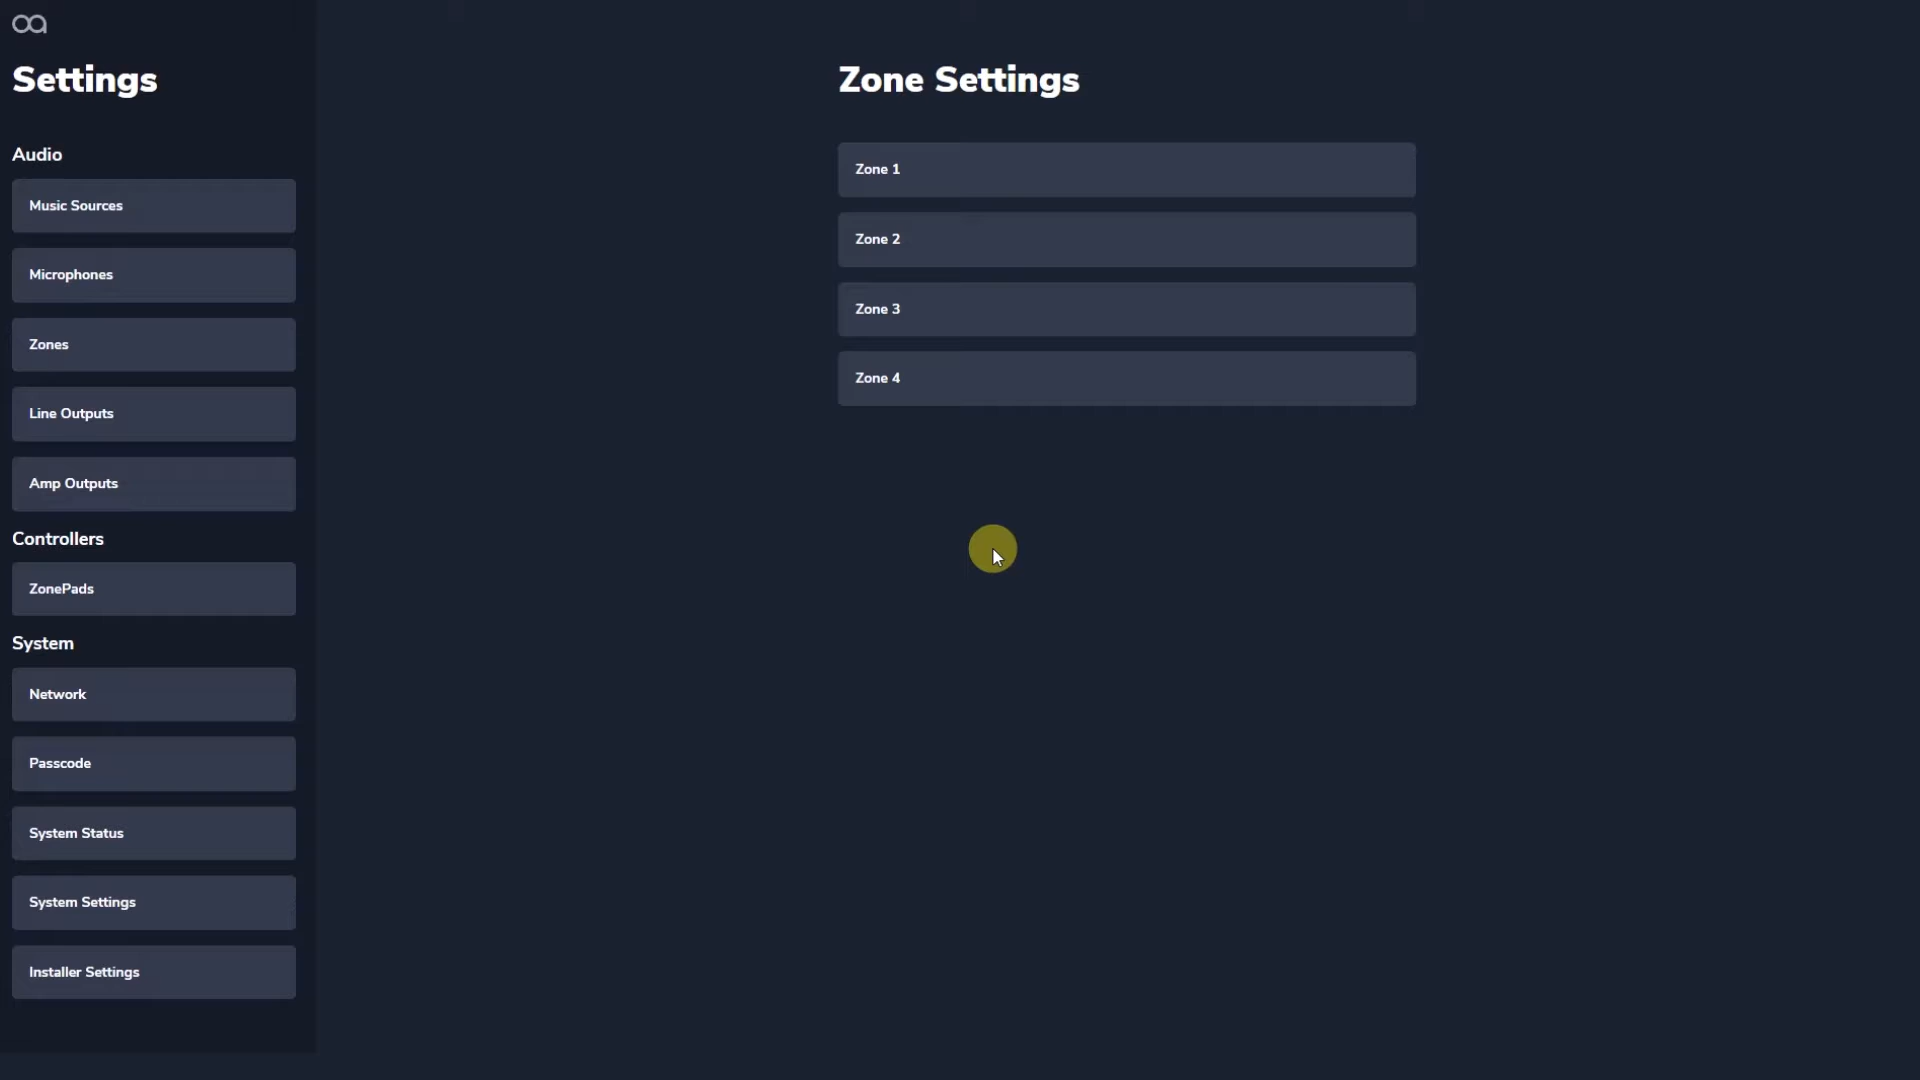 Settings
Audio
Music Sources
Microphones
Zones
Line Outputs
Amp Outputs
Controllers
ZonePads
System
Network
Passcode
System Status
System Settings
Installer Settings
Zone Settings
Zone 1
Zone 2
Zone 3
Zone 4